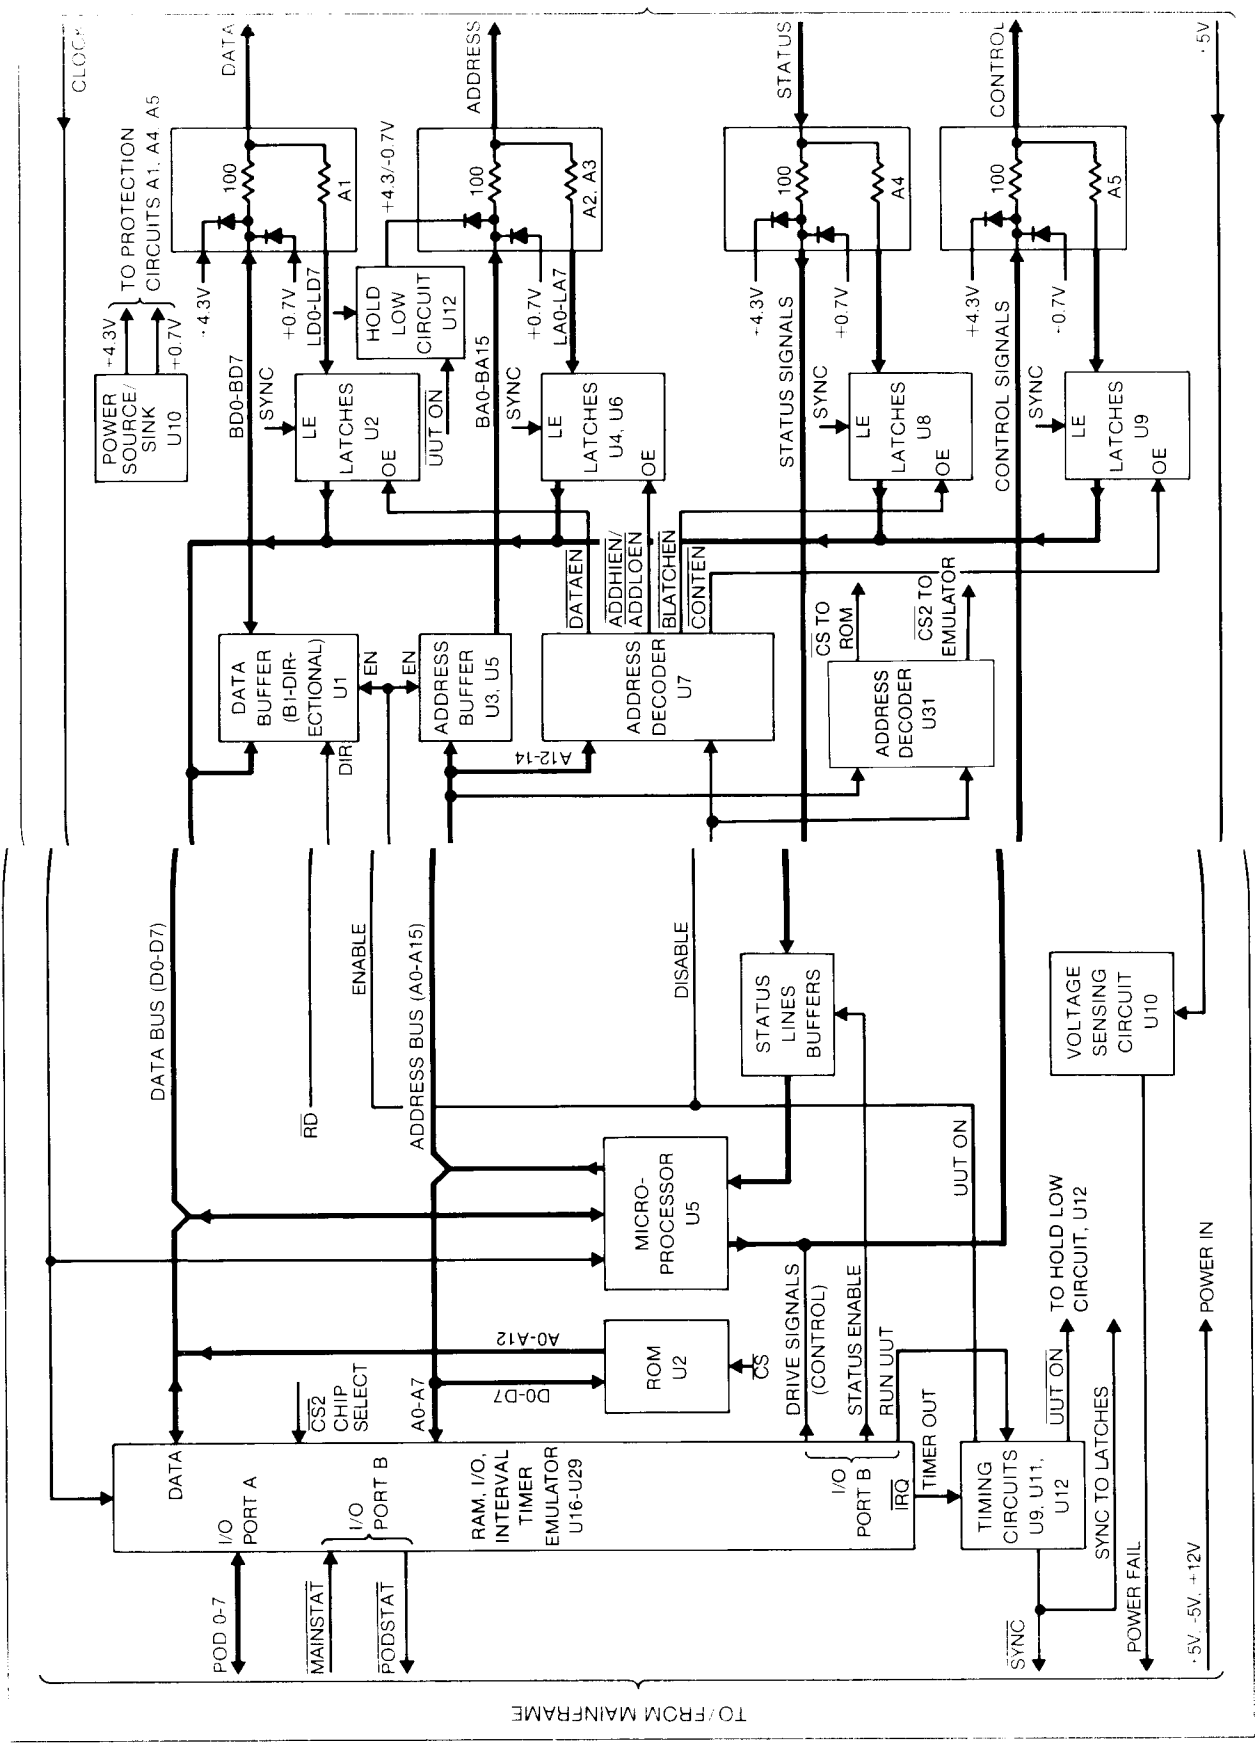 TO/FROM MAINFRAME
POD 0-7
MAINSTAT
PODSTAT
SYNC
POWER FAIL
+5V, -5V, +12V
POWER IN
I/O
PORT A
DATA
I/O
PORT B
CS2
CHIP
SELECT
A0-A7
RAM, I/O,
INTERVAL
TIMER
EMULATOR
U16-U29
I/O
PORT B
IRQ
TIMER OUT
TIMING
CIRCUITS
U9, U11,
U12
SYNC TO LATCHES
UUT ON
TO HOLD LOW
CIRCUIT, U12
RUN UUT
STATUS ENABLE
DRIVE SIGNALS
(CONTROL)
D0-D7
A0-A12
ROM
U2
CS
MICRO-
PROCESSOR
U5
UUT ON
DATA BUS (D0-D7)
RD
ENABLE
ADDRESS BUS (A0-A15)
DISABLE
STATUS
LINES
BUFFERS
VOLTAGE
SENSING
CIRCUIT
U10
DATA
BUFFER
(BI-DIR-
ECTIONAL)
U1
DIR
EN
EN
ADDRESS
BUFFER
U3, U5
A12-14
ADDRESS
DECODER
U7
ADDRESS
DECODER
U31
DATAEN
ADDHIEN/
ADDLOEN
BLATCHEN
CONTEN
CS TO
ROM
CS2 TO
EMULATOR
POWER
SOURCE/
SINK
U10
+4.3V
+0.7V
TO PROTECTION
CIRCUITS A1, A4, A5
BD0-BD7
SYNC
LE
LATCHES
U2
OE
UUT ON
HOLD
LOW
CIRCUIT
U12
BA0-BA15
SYNC
LE
LATCHES
U4, U6
OE
STATUS SIGNALS
SYNC
LE
LATCHES
U8
OE
CONTROL SIGNALS
SYNC
LE
LATCHES
U9
OE
+4.3V
+0.7V
LD0-LD7
100
A1
+4.3/-0.7V
+0.7V
LA0-LA7
100
A2, A3
+4.3V
+0.7V
100
A4
+4.3V
-0.7V
100
A5
CLOCK
DATA
ADDRESS
STATUS
CONTROL
+5V